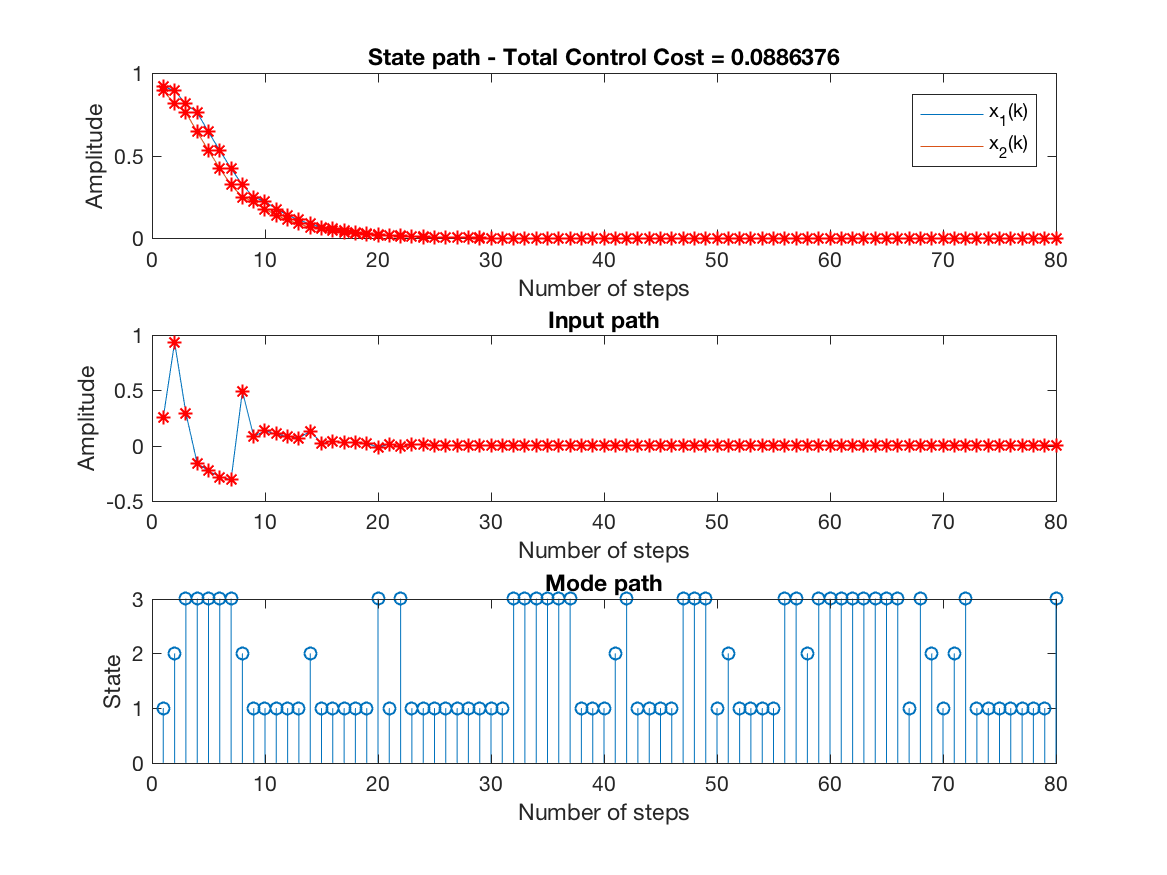 State path - Total Control Cost = 0.0886376
1
0.5
0
Amplitude
x1(k)
x2(k)
0 10 20 30 40 50 60 70 80
Number of steps
Input path
1
0.5
0
-0.5
Amplitude
0 10 20 30 40 50 60 70 80
Number of steps
Mode path
3
2
1
0
State
0 10 20 30 40 50 60 70 80
Number of steps